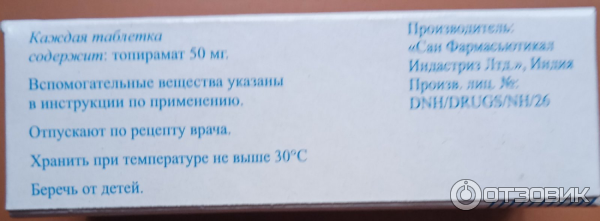 Каждая таблетка
содержит: топирамат 50 мг.
Вспомогательные вещества указаны
в инструкции по применению.
Отпускают по рецепту врача.
Хранить при температуре не выше 30°C
Беречь от детей.
Производитель:
«Сан Фармасьютикал
Индастриз Лтд.», Индия
Произв. лиц. №:
DNH/DRUGS/NH/26
ОТЗОВИК